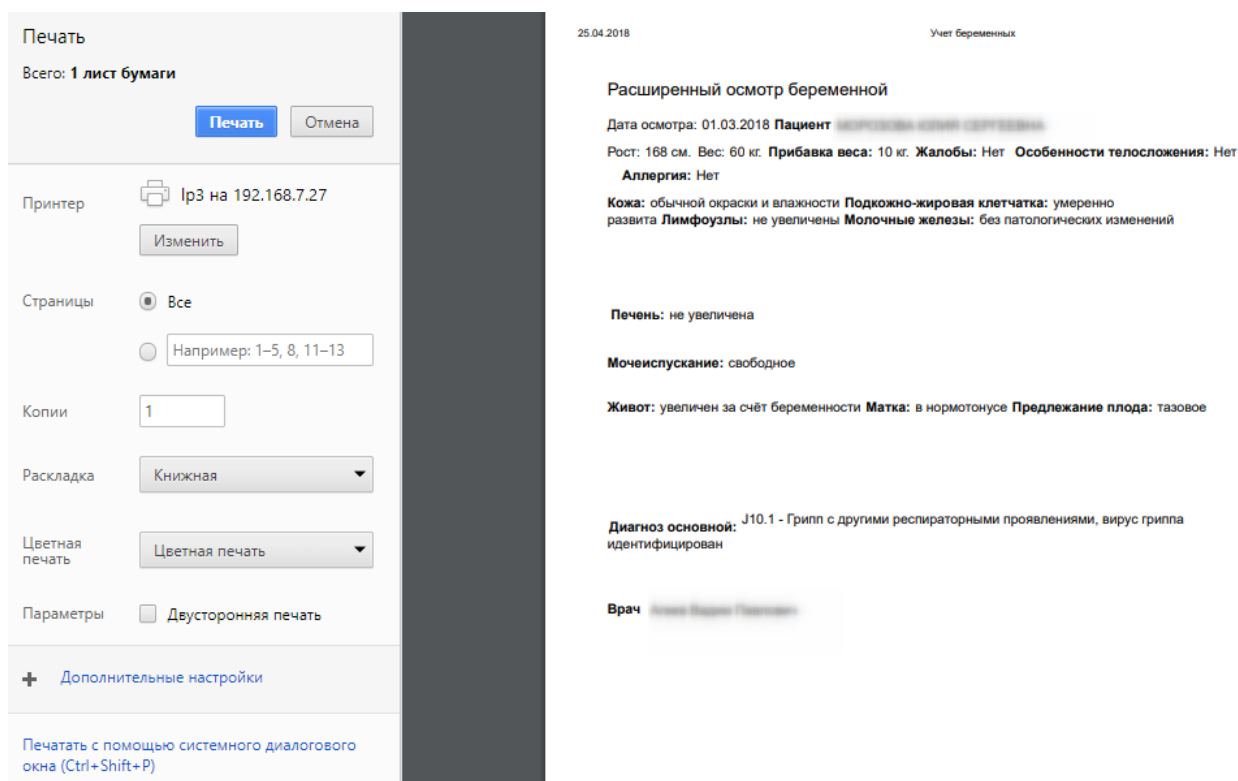 Печать
Всего: 1 лист бумаги
Печать
Отмена
Принтер
lp3 на 192.168.7.27
Изменить
Страницы
Все
Например: 1–5, 8, 11–13
Копии
1
Раскладка
Книжная
Цветная
печать
Цветная печать
Параметры
Двусторонняя печать
+ Дополнительные настройки
Печатать с помощью системного диалогового
окна (Ctrl+Shift+P)
25.04.2018
Учет беременных
Расширенный осмотр беременной
Дата осмотра: 01.03.2018 Пациент
Рост: 168 см. Вес: 60 кг. Прибавка веса: 10 кг. Жалобы: Нет Особенности телосложения: Нет
Аллергия: Нет
Кожа: обычной окраски и влажности Подкожно-жировая клетчатка: умеренно
развита Лимфоузлы: не увеличены Молочные железы: без патологических изменений
Печень: не увеличена
Мочеиспускание: свободное
Живот: увеличен за счёт беременности Матка: в нормотонусе Предлежание плода: тазовое
Диагноз основной: J10.1 - Грипп с другими респираторными проявлениями, вирус гриппа
идентифицирован
Врач